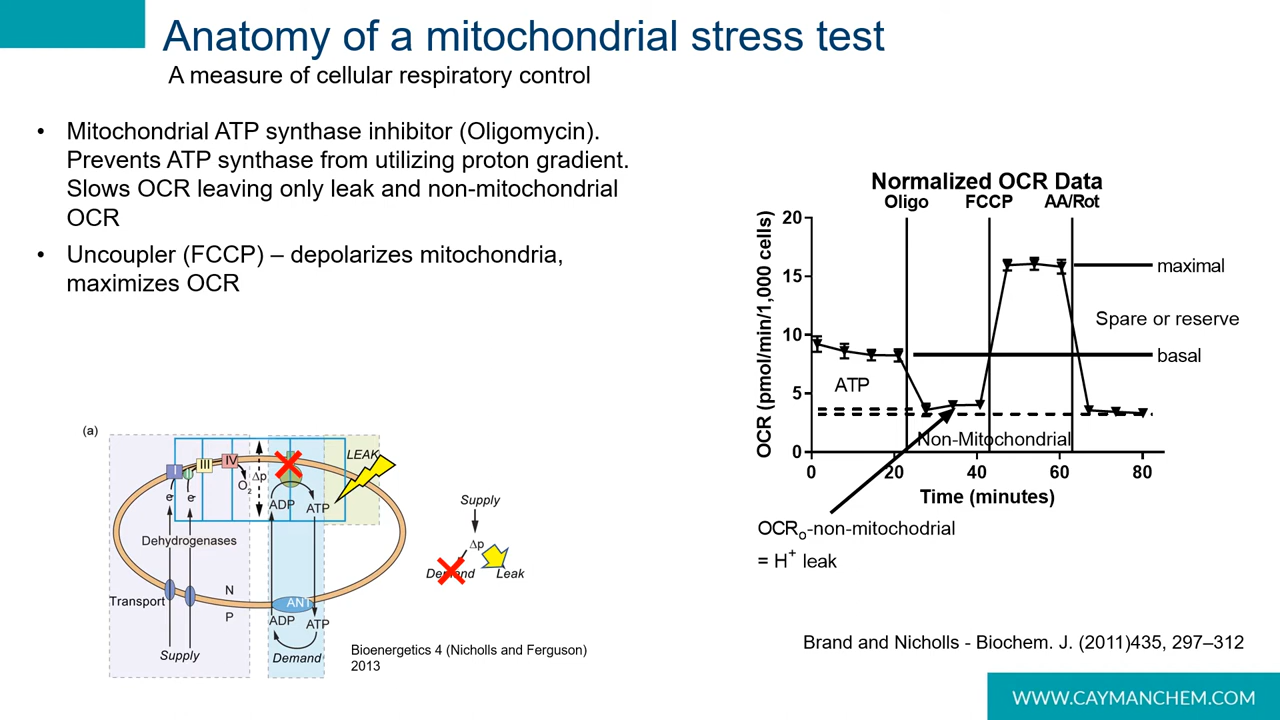 Anatomy of a mitochondrial stress test
A measure of cellular respiratory control
• Mitochondrial ATP synthase inhibitor (Oligomycin).
Prevents ATP synthase from utilizing proton gradient.
Slows OCR leaving only leak and non-mitochondrial
OCR
• Uncoupler (FCCP) – depolarizes mitochondria,
maximizes OCR
Normalized OCR Data
Oligo FCCP AA/Rot
OCR (pmol/min/1,000 cells)
20
15
10
5
0
maximal
Spare or reserve
basal
ATP
Non-Mitochondrial
0 20 40 60 80
Time (minutes)
OCRo-non-mitochodrial
= H+ leak
(a)
I III IV
LEAK
O2 Δp
e- e-
ADP ATP
Dehydrogenases
Transport
N
P
ANT
ADP ATP
Supply
Demand
Supply
Δp
Demand Leak
Bioenergetics 4 (Nicholls and Ferguson)
2013
Brand and Nicholls - Biochem. J. (2011)435, 297–312
WWW.CAYMANCHEM.COM